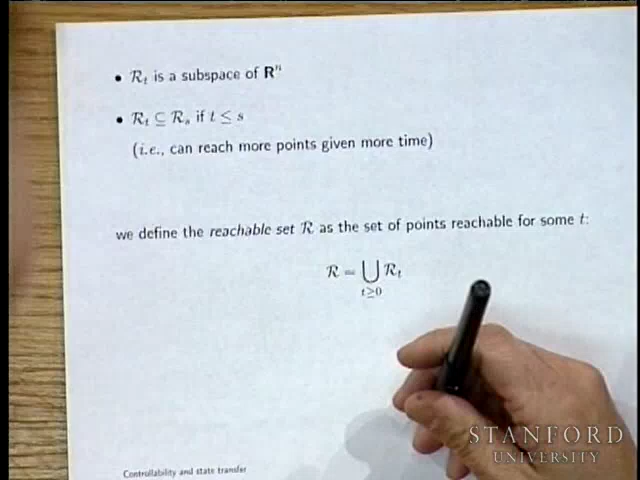 • 𝓡ₜ is a subspace of 𝐑ⁿ
• 𝓡ₜ ⊆ 𝓡ₛ if t ≤ s
(i.e., can reach more points given more time)
we define the reachable set 𝓡 as the set of points reachable for some t:
𝓡 = ⋃ 𝓡ₜ
t≥0
Controllability and state transfer
STANFORD
UNIVERSITY